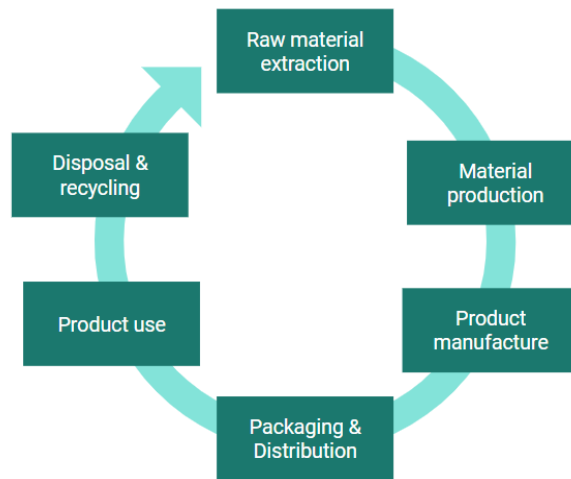 Raw material
extraction
Material
production
Product
manufacture
Packaging &
Distribution
Product use
Disposal &
recycling